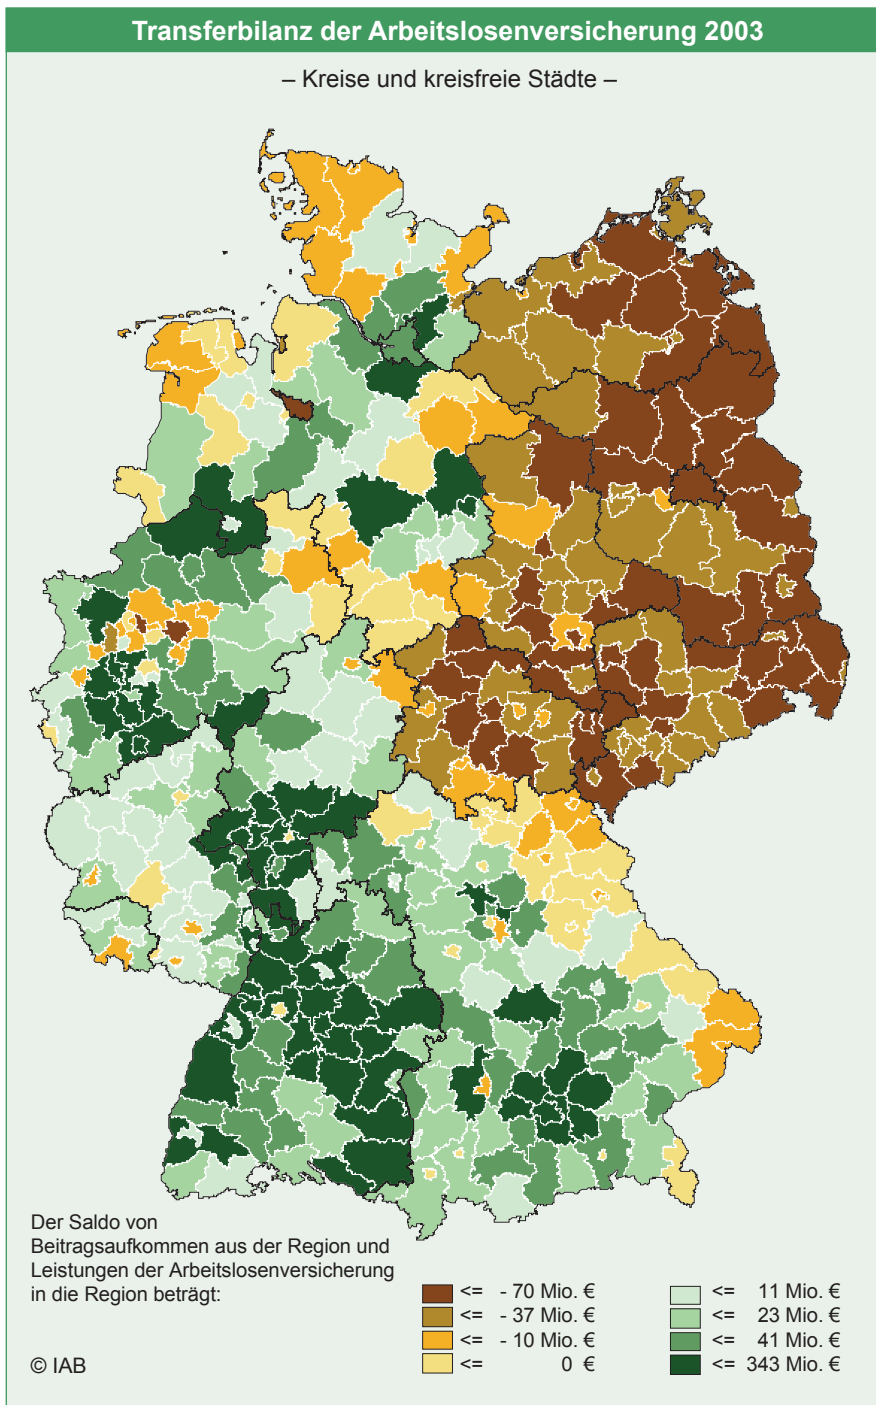 Transferbilanz der Arbeitslosenversicherung 2003
– Kreise und kreisfreie Städte –
Der Saldo von
Beitragsaufkommen aus der Region und
Leistungen der Arbeitslosenversicherung
in die Region beträgt:
<= - 70 Mio. €
<= - 37 Mio. €
<= - 10 Mio. €
<= 0 €
<= 11 Mio. €
<= 23 Mio. €
<= 41 Mio. €
<= 343 Mio. €
© IAB